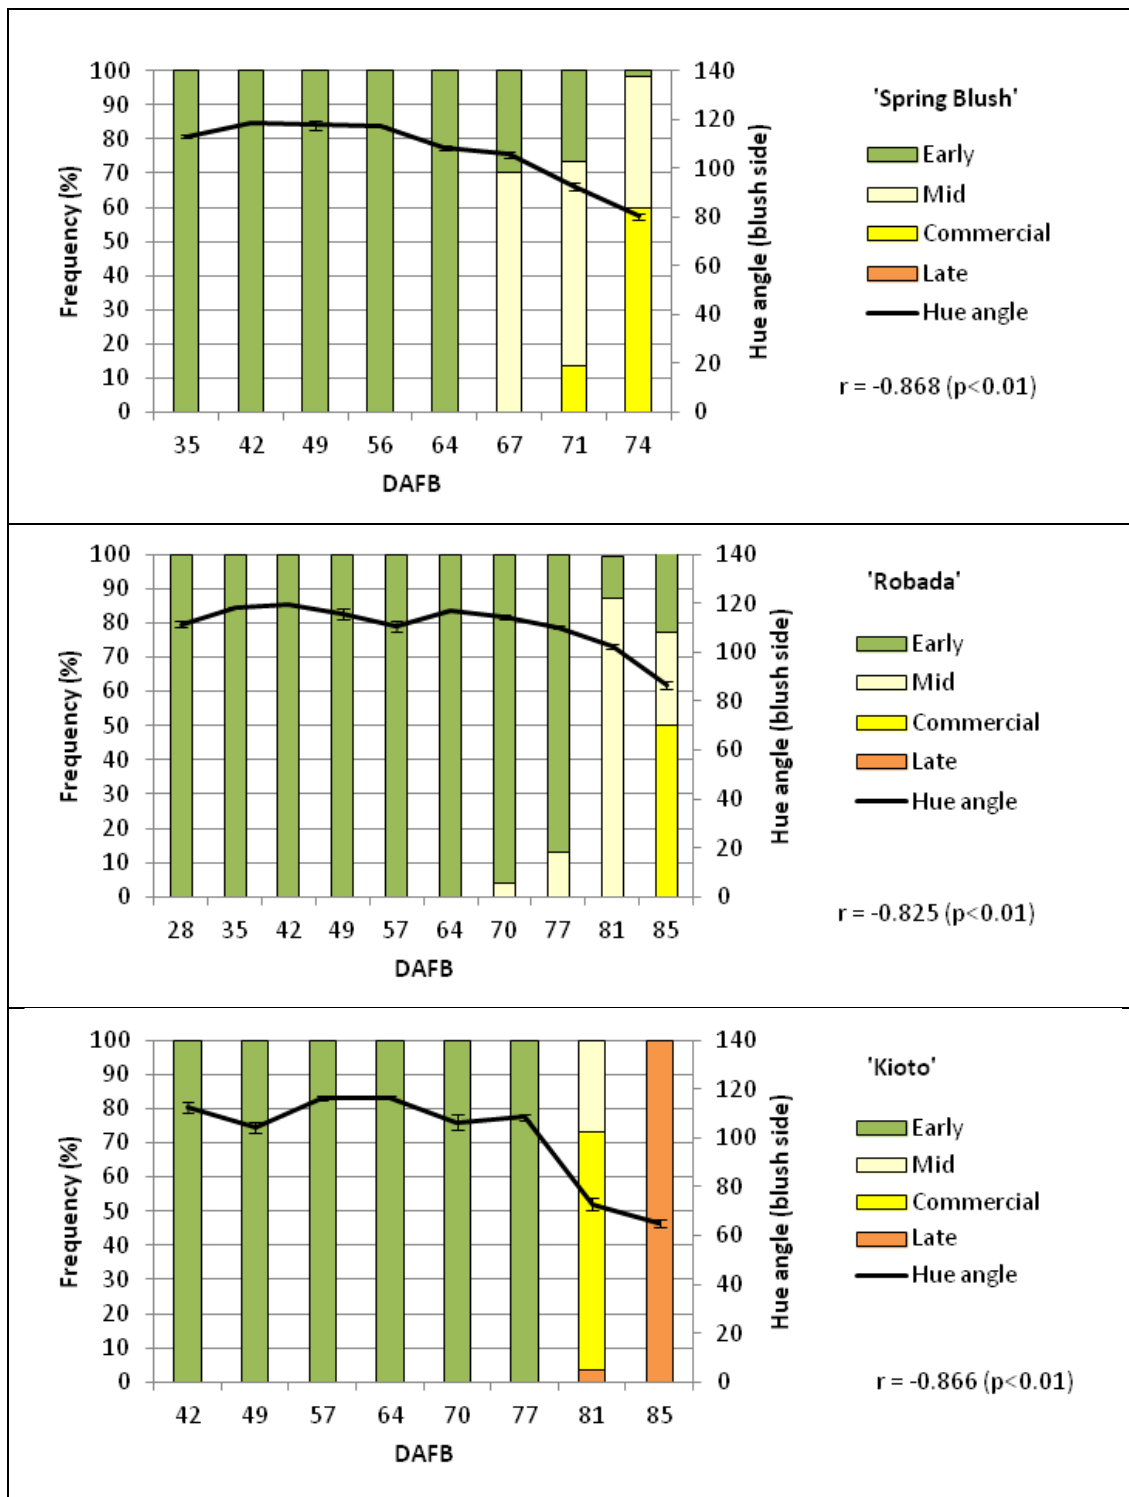 'Spring Blush'
100 90 80 70 60 50 40 30 20 10 0
Frequency (%)
140 120 100 80 60 40 20 0
Hue angle (blush side)
Early
Mid
Commercial
Late
Hue angle
r = -0.868 (p<0.01)
35 42 49 56 64 67 71 74
DAFB
'Robada'
100 90 80 70 60 50 40 30 20 10 0
Frequency (%)
140 120 100 80 60 40 20 0
Hue angle (blush side)
Early
Mid
Commercial
Late
Hue angle
r = -0.825 (p<0.01)
28 35 42 49 57 64 70 77 81 85
DAFB
'Kioto'
100 90 80 70 60 50 40 30 20 10 0
Frequency (%)
140 120 100 80 60 40 20 0
Hue angle (blush side)
Early
Mid
Commercial
Late
Hue angle
r = -0.866 (p<0.01)
42 49 57 64 70 77 81 85
DAFB